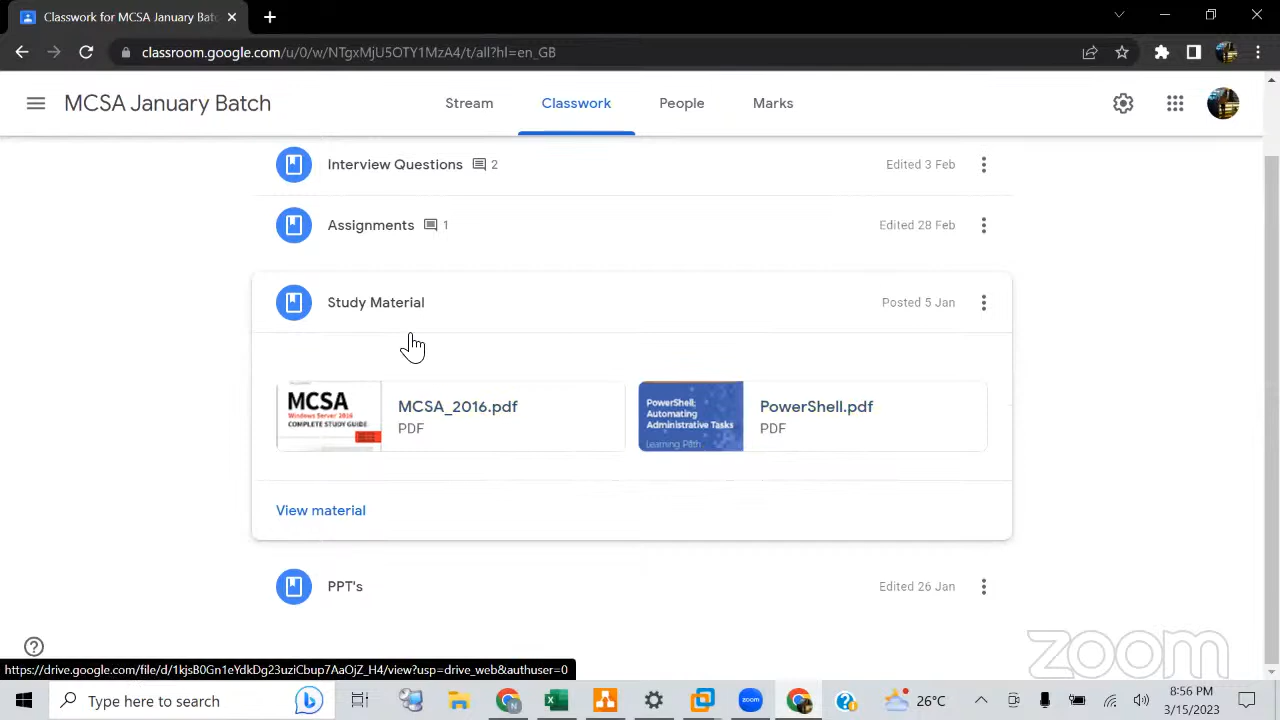 Classwork for MCSA January Batc
classroom.google.com/u/0/w/NTgxMjU5OTY1MzA4/t/all?hl=en_GB
MCSA January Batch
Stream
Classwork
People
Marks
Interview Questions 2
Edited 3 Feb
Assignments 1
Edited 28 Feb
Study Material
Posted 5 Jan
MCSA
Windows Server 2016
COMPLETE STUDY GUIDE
MCSA_2016.pdf
PDF
PowerShell;
Automating
Administrative Tasks
Learning Path
PowerShell.pdf
PDF
View material
PPT's
Edited 26 Jan
zoom
https://drive.google.com/file/d/1kjsB0Gn1eYdkDg23uziCbup7AaOjZ_H4/view?usp=drive_web&authuser=0
Type here to search
zoom
26°C
8:56 PM
3/15/2023